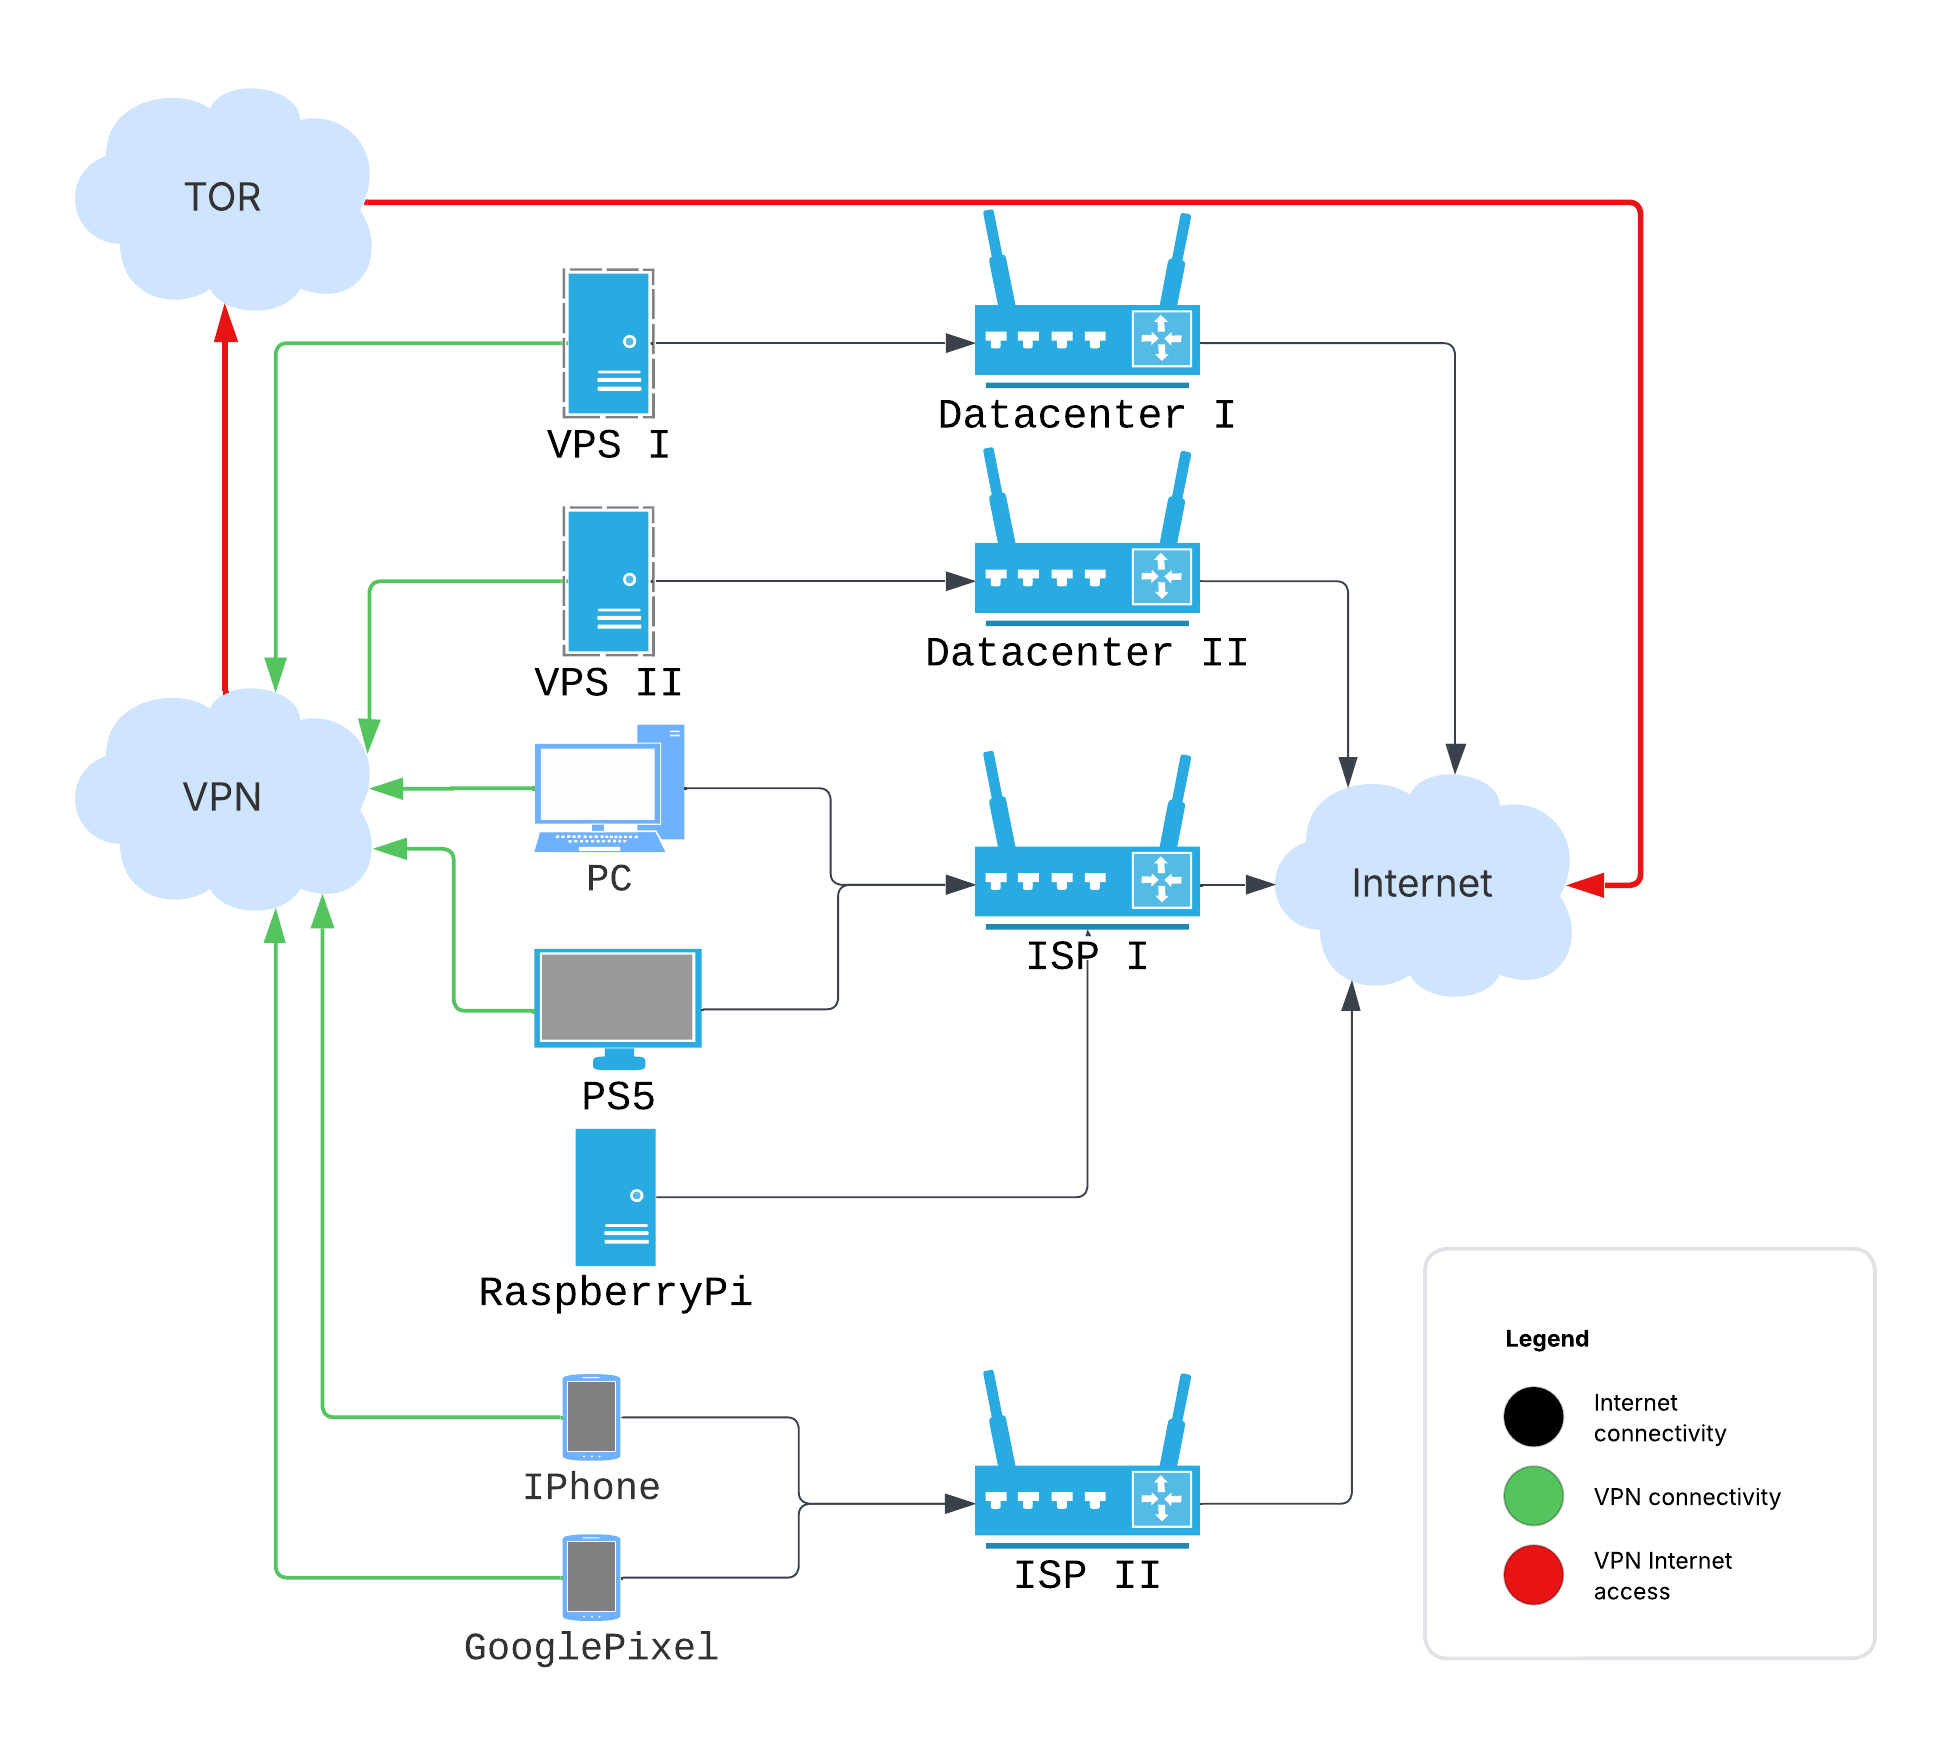 TOR
VPS I
Datacenter I
VPS II
Datacenter II
VPN
PC
ISP I
Internet
PS5
RaspberryPi
IPhone
ISP II
GooglePixel
Legend
Internet
connectivity
VPN connectivity
VPN Internet
access